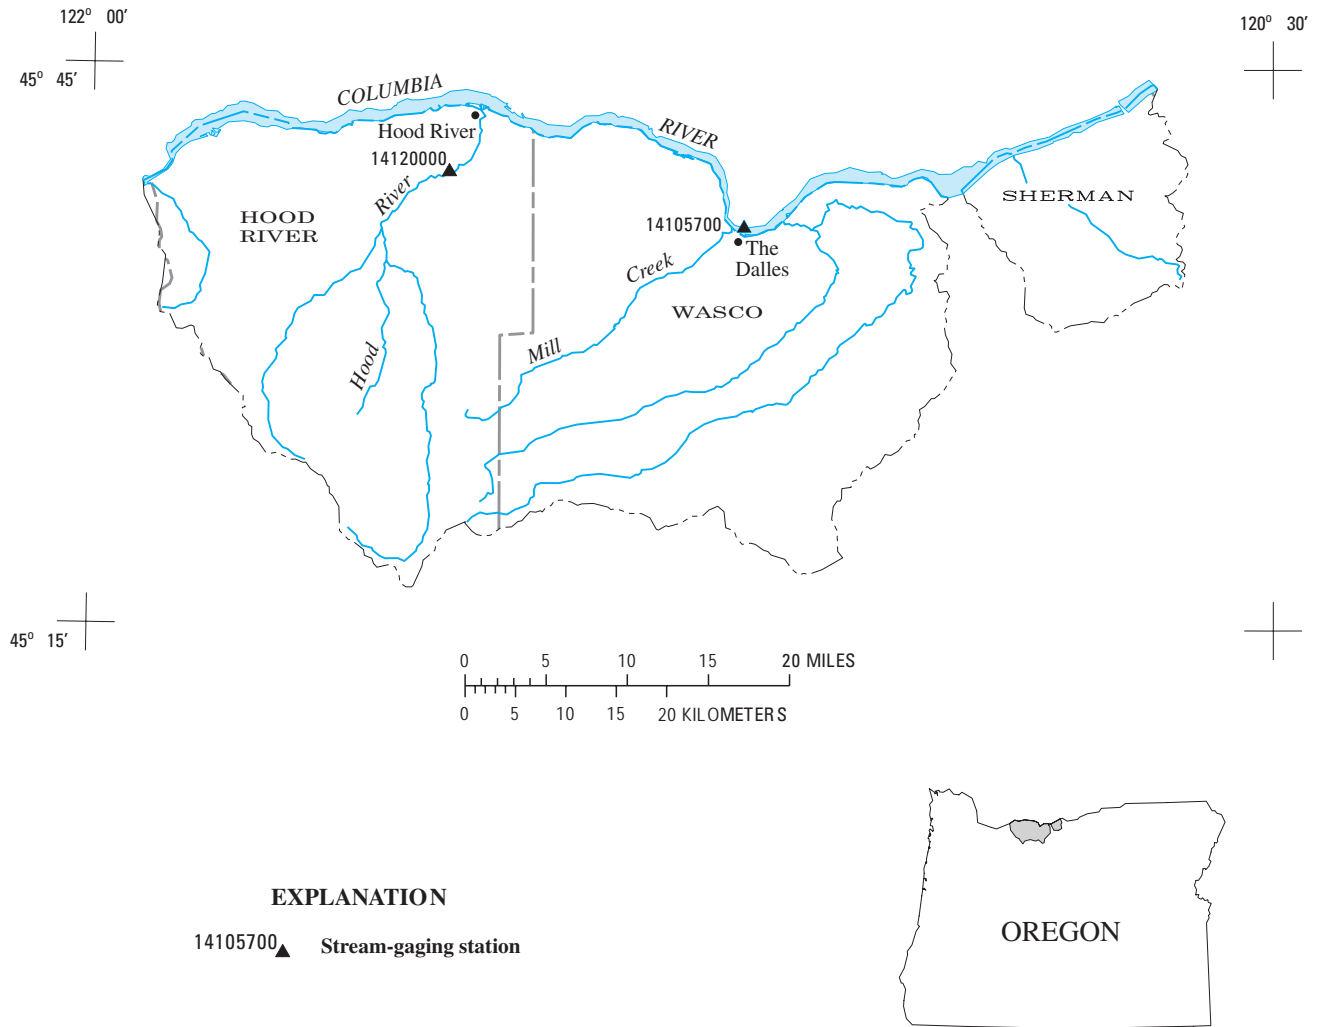 122° 00′
120° 30′
45° 45′
COLUMBIA
RIVER
Hood River
14120000
River
HOOD
RIVER
SHERMAN
14105700
The
Dalles
Creek
WASCO
Mill
Hood
45° 15′
0 5 10 15 20 MILES
0 5 10 15 20 KILOMETERS
EXPLANATION
14105700 Stream-gaging station
OREGON